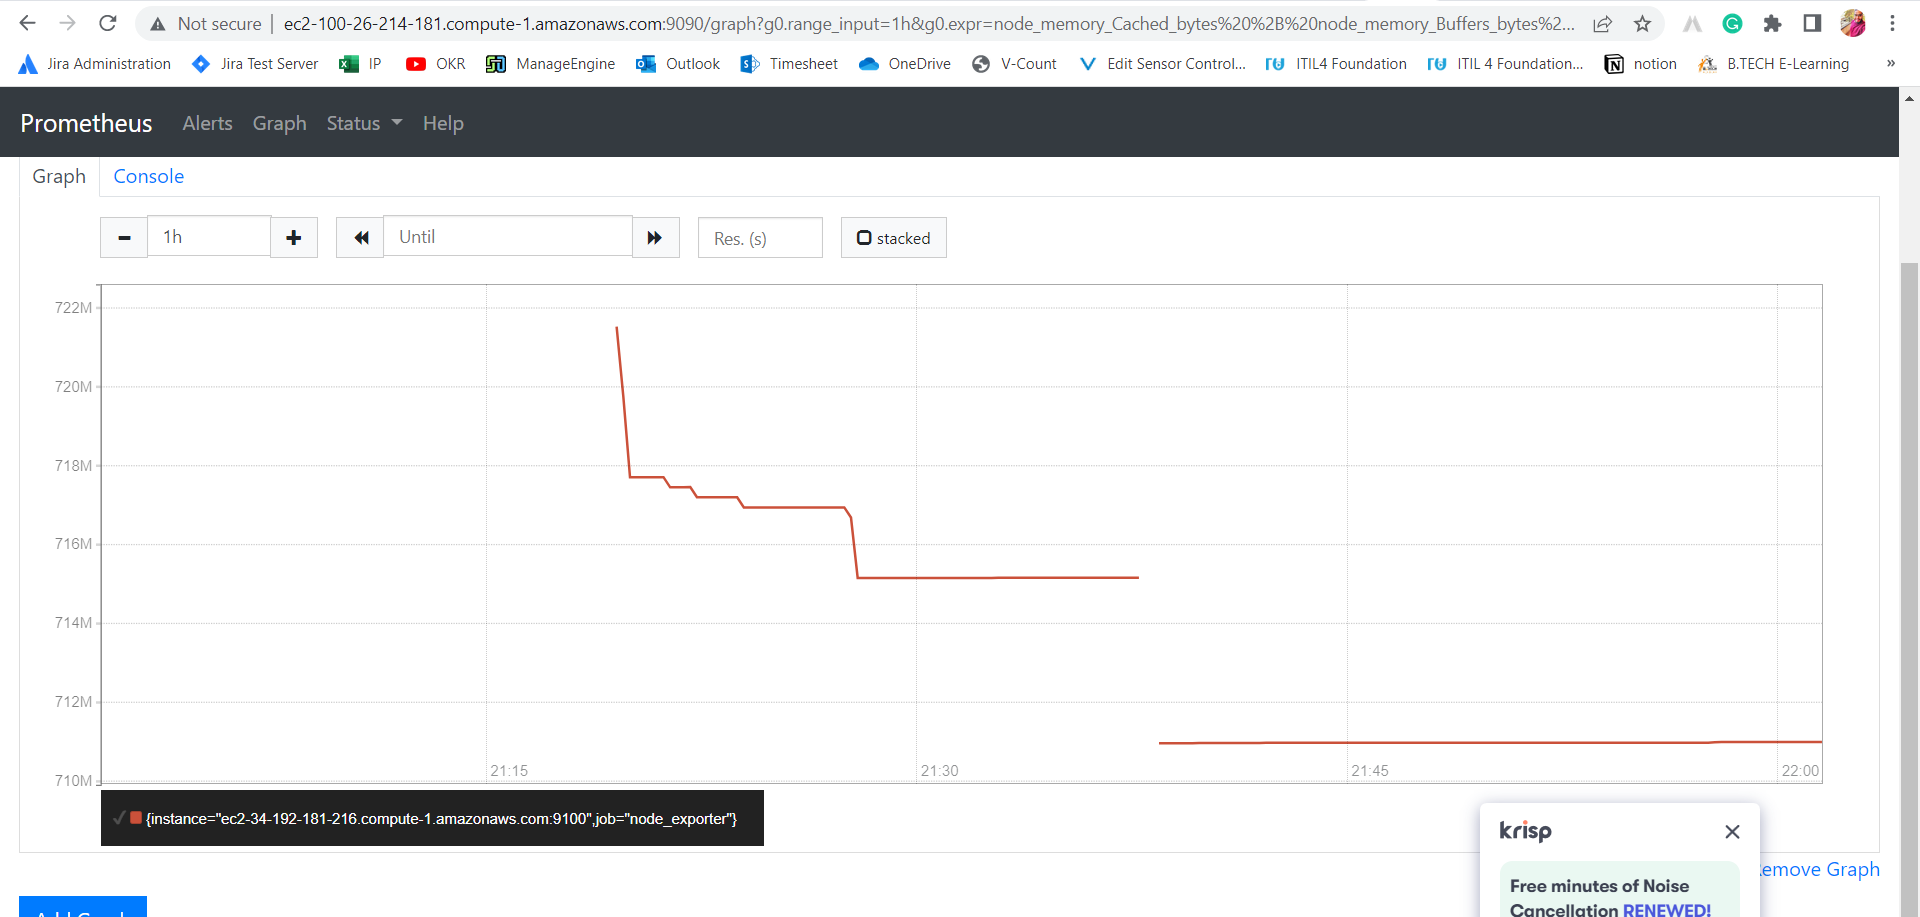 Not secure | ec2-100-26-214-181.compute-1.amazonaws.com:9090/graph?g0.range_input=1h&g0.expr=node_memory_Cached_bytes%20%2B%20node_memory_Buffers_bytes%2...
Jira Administration Jira Test Server IP OKR ManageEngine Outlook Timesheet OneDrive V-Count Edit Sensor Control... ITIL4 Foundation ITIL 4 Foundation... notion B.TECH E-Learning »
Prometheus Alerts Graph Status Help
Graph Console
1h Until Res. (s) stacked
722M
720M
718M
716M
714M
712M
710M
21:15 21:30 21:45 22:00
{instance="ec2-34-192-181-216.compute-1.amazonaws.com:9100",job="node_exporter"}
krisp
emove Graph
Free minutes of Noise
Cancellation RENEWED!
Add Graph